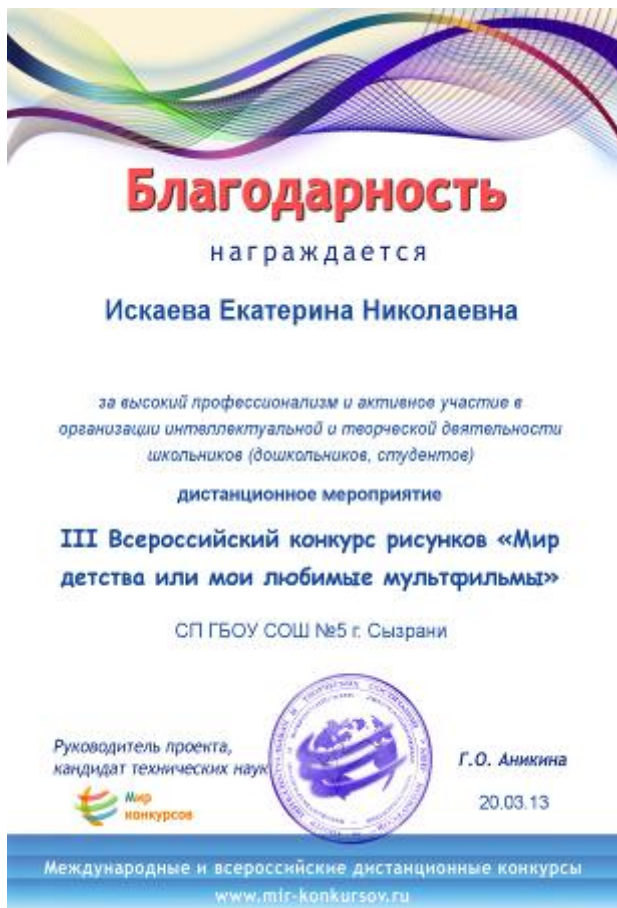 Благодарность
награждается
Искаева Екатерина Николаевна
за высокий профессионализм и активное участие в
организации интеллектуальной и творческой деятельности
школьников (дошкольников, студентов)
дистанционное мероприятие
III Всероссийский конкурс рисунков «Мир
детства или мои любимые мультфильмы»
СП ГБОУ СОШ №5 г. Сызрани
Руководитель проекта,
кандидат технических наук
Г.О. Аникина
Мир
конкурсов
20.03.13
Международные и всероссийские дистанционные конкурсы
www.mir-konkursov.ru